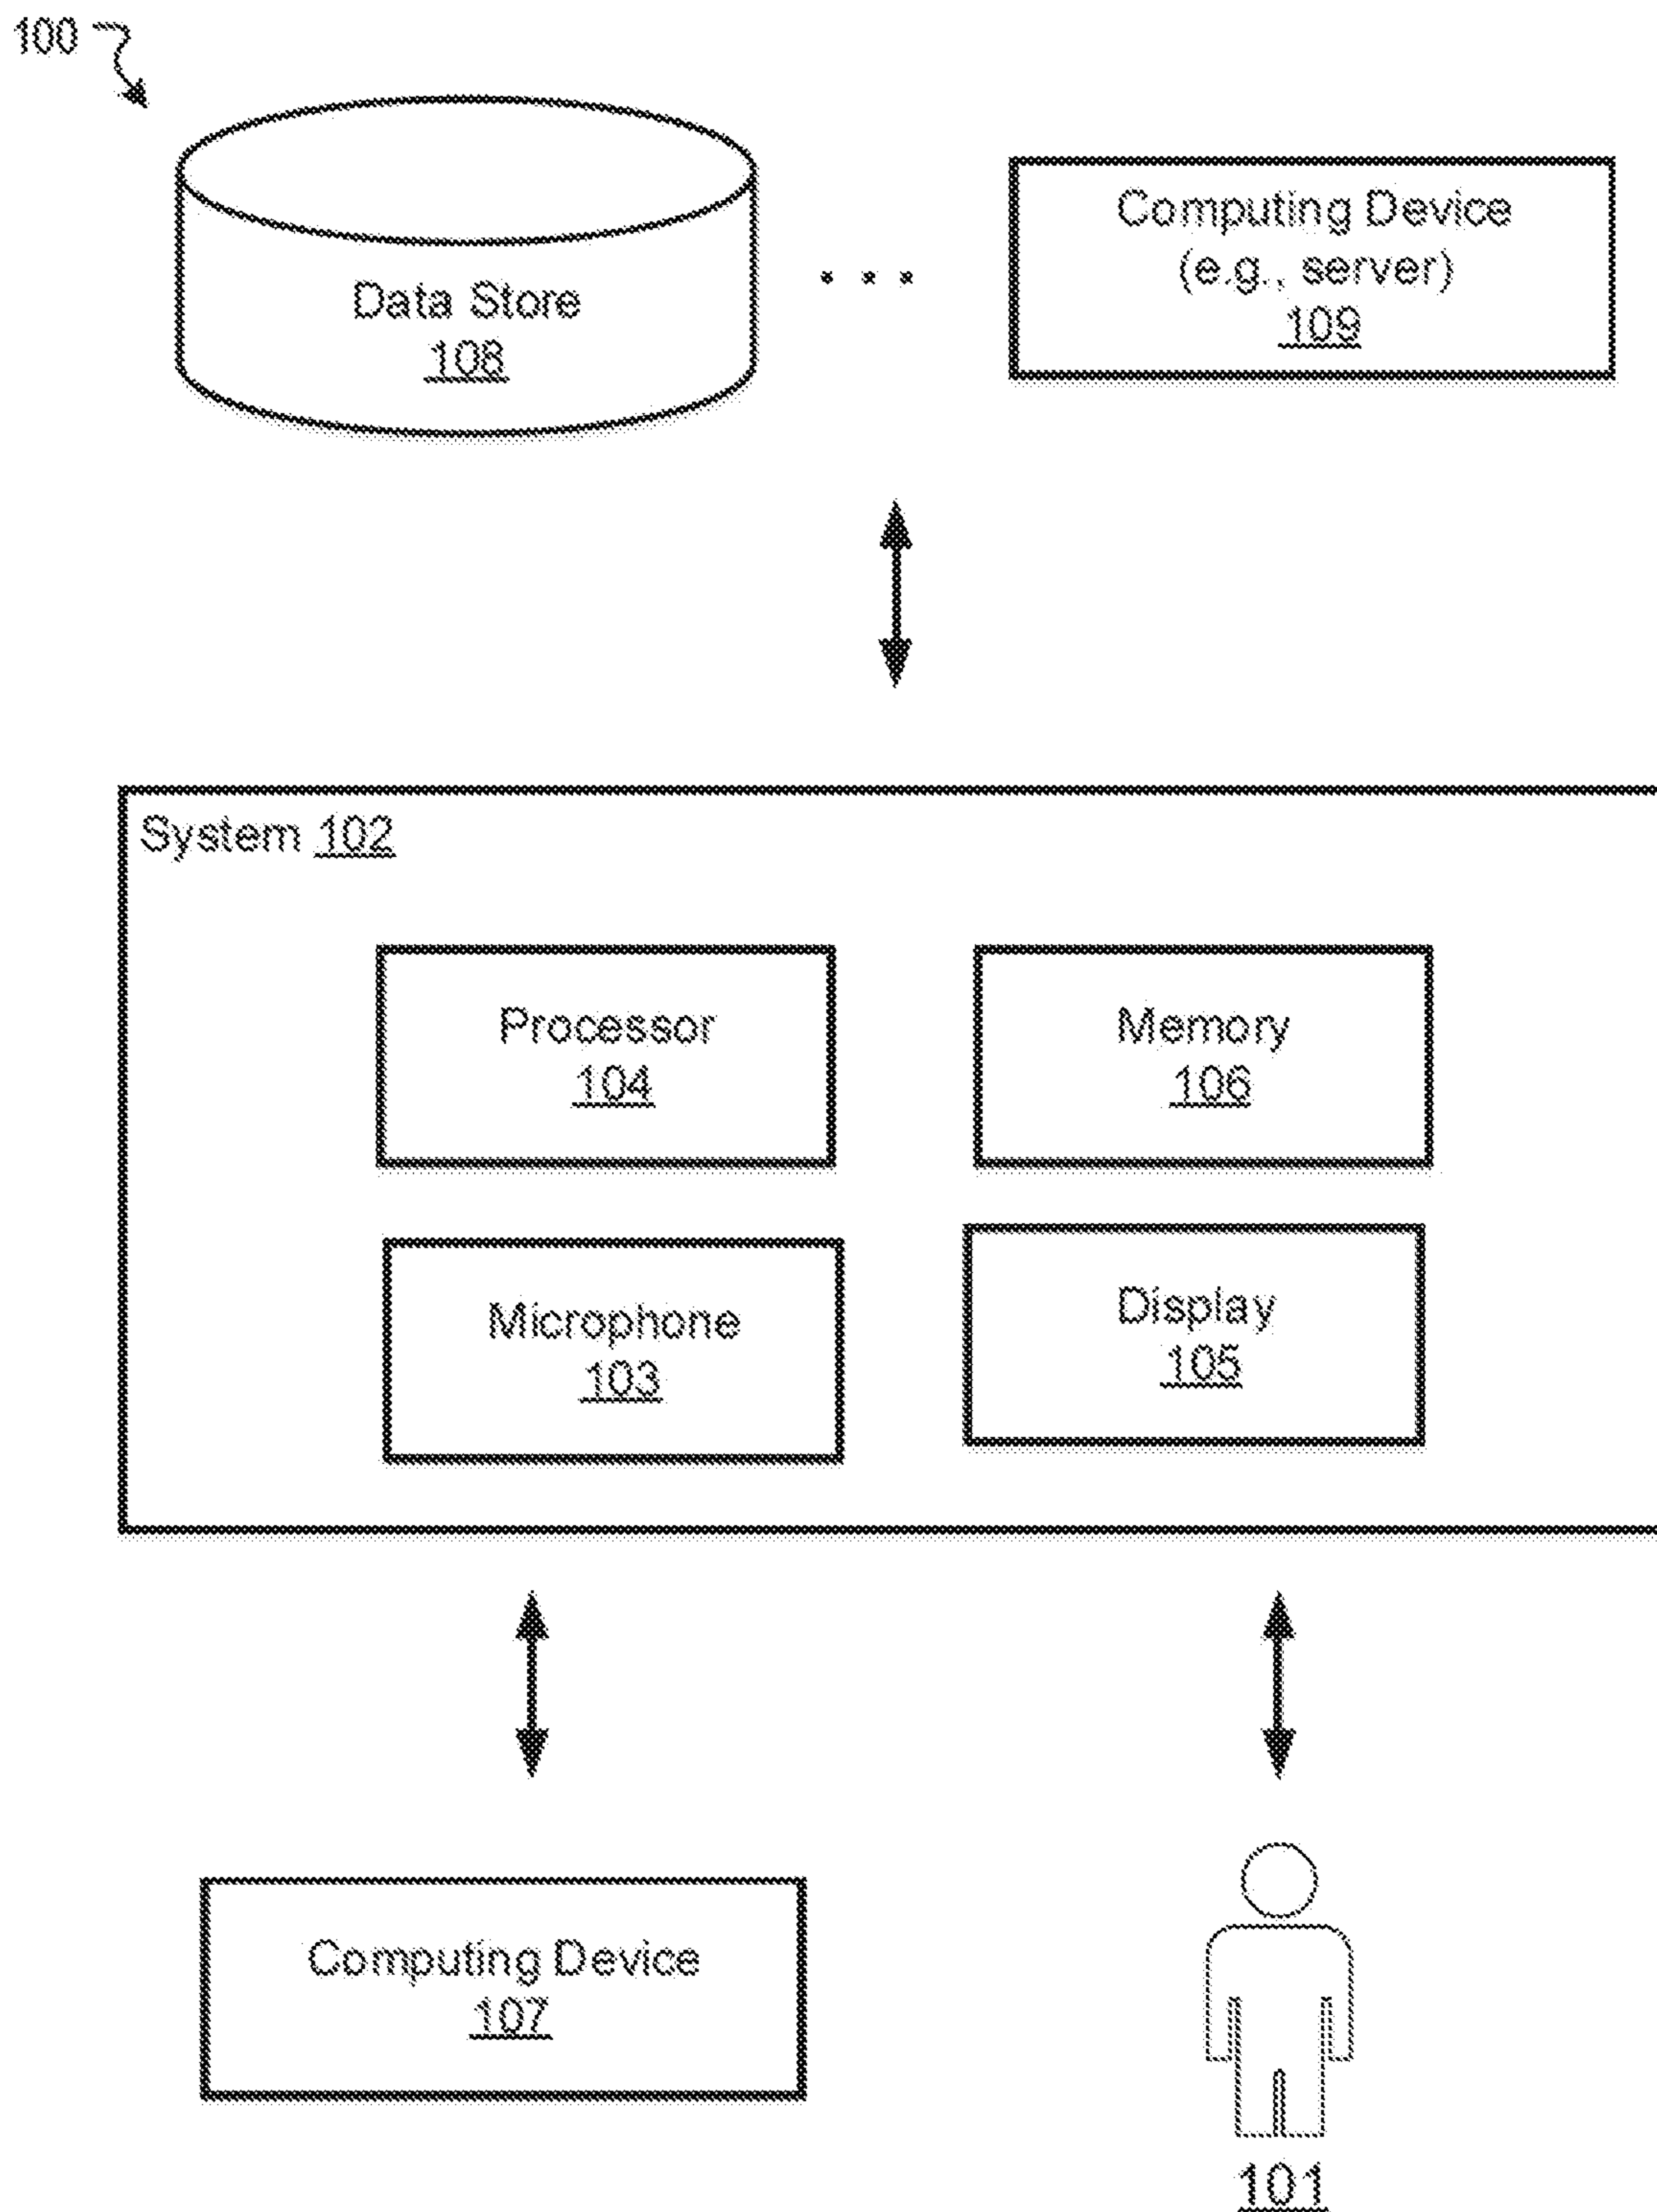 100
Data Store
108
. . .
Computing Device
(e.g., server)
109
System 102
Processor
104
Memory
106
Microphone
103
Display
105
Computing Device
107
101